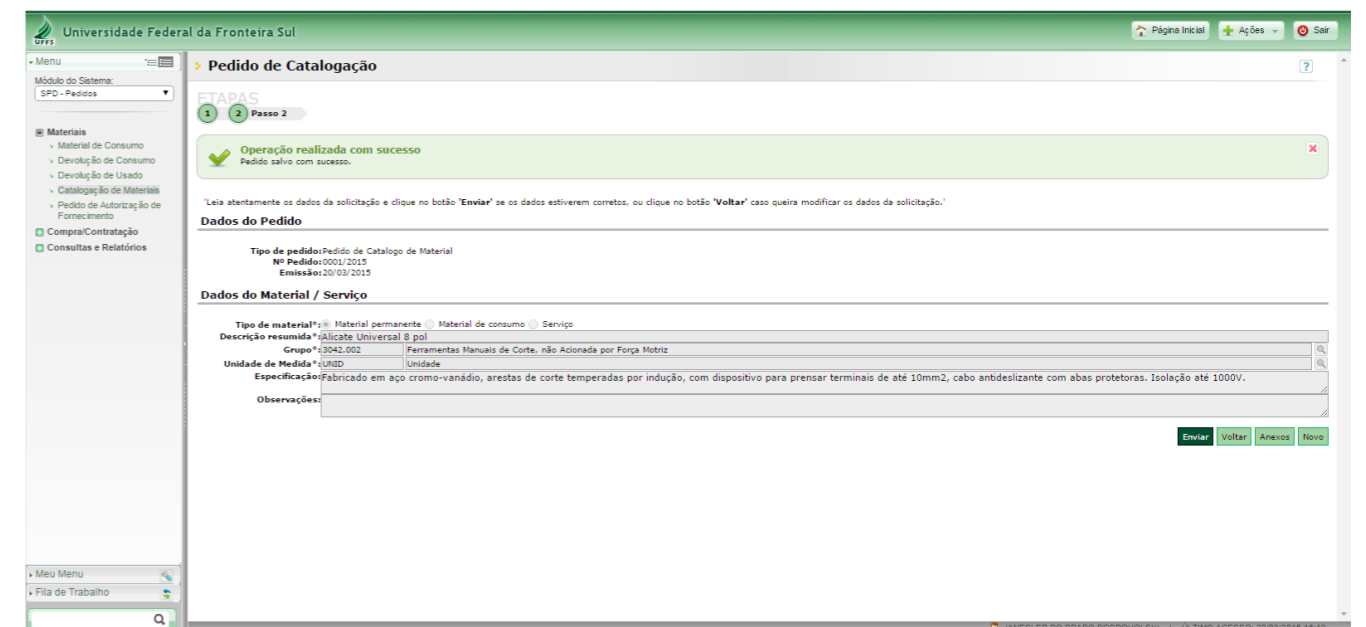 UFFS
Universidade Federal da Fronteira Sul
Página Inicial
Ações
Sair
Menu
Módulo do Sistema:
SPD - Pedidos
Materiais
Material de Consumo
Devolução de Consumo
Devolução de Usado
Catalogação de Materiais
Pedido de Autorização de
Fornecimento
Compra/Contratação
Consultas e Relatórios
Meu Menu
Fila de Trabalho
Pedido de Catalogação
?
ETAPAS
1 2 Passo 2
Operação realizada com sucesso
Pedido salvo com sucesso.
'Leia atentamente os dados da solicitação e clique no botão 'Enviar' se os dados estiverem corretos, ou clique no botão 'Voltar' caso queira modificar os dados da solicitação.'
Dados do Pedido
Tipo de pedido: Pedido de Catalogo de Material
Nº Pedido: 0001/2015
Emissão: 20/03/2015
Dados do Material / Serviço
Tipo de material*: Material permanente Material de consumo Serviço
Descrição resumida*: Alicate Universal 8 pol
Grupo*: 3042.002 Ferramentas Manuais de Corte, não Acionada por Força Motriz
Unidade de Medida*: UNID Unidade
Especificação: Fabricado em aço cromo-vanádio, arestas de corte temperadas por indução, com dispositivo para prensar terminais de até 10mm2, cabo antideslizante com abas protetoras. Isolação até 1000V.
Observações:
Enviar Voltar Anexos Novo